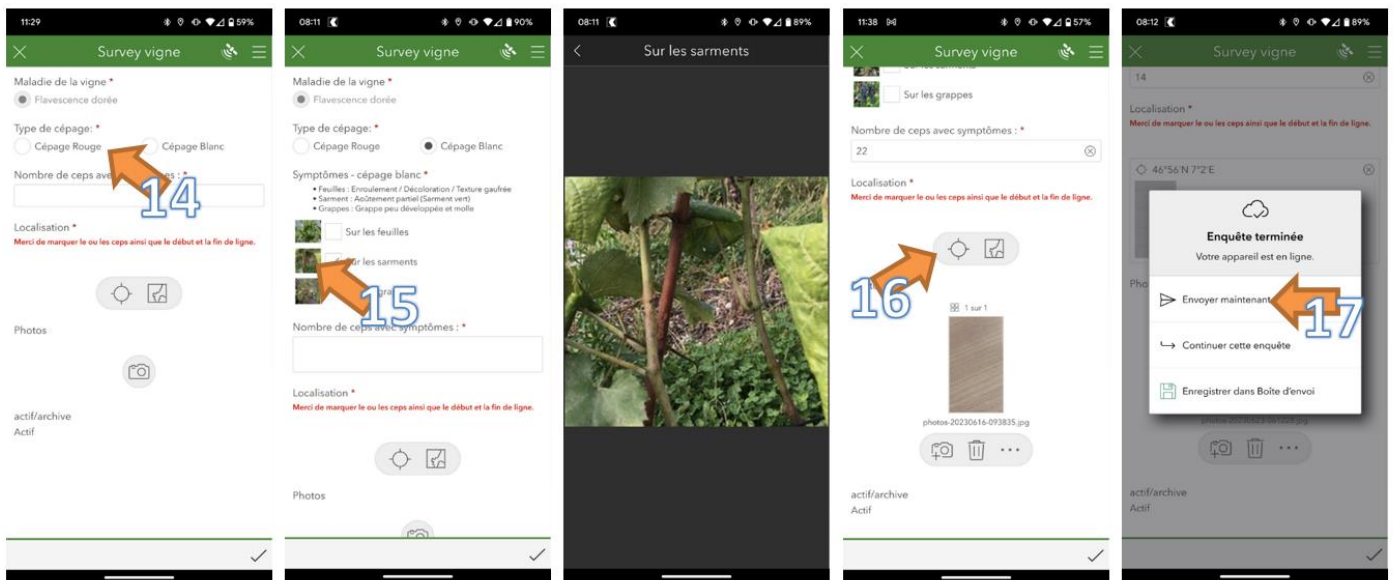 11:29
59%
Survey vigne
Maladie de la vigne *
Flavescence dorée
Type de cépage: *
Cépage Rouge
Cépage Blanc
14
Nombre de ceps ave mes : *
Localisation *
Merci de marquer le ou les ceps ainsi que le début et la fin de ligne.
Photos
actif/archive
Actif
08:11
90%
Survey vigne
Maladie de la vigne *
Flavescence dorée
Type de cépage: *
Cépage Rouge
Cépage Blanc
Symptômes - cépage blanc *
• Feuilles : Enroulement / Décoloration / Texture gaufrée
• Sarment : Aoûtement partiel (Sarment vert)
• Grappes : Grappe peu développée et molle
Sur les feuilles
ur les sarments
gra
15
Nombre de ceps avec symptômes : *
Localisation *
Merci de marquer le ou les ceps ainsi que le début et la fin de ligne.
Photos
08:11
89%
Sur les sarments
11:38
57%
Survey vigne
Sur les grappes
Nombre de ceps avec symptômes : *
22
Localisation *
Merci de marquer le ou les ceps ainsi que le début et la fin de ligne.
16
1 sur 1
photos-20230616-093835.jpg
actif/archive
Actif
08:12
89%
Survey vigne
14
Localisation *
Merci de marquer le ou les ceps ainsi que le début et la fin de ligne.
46°56'N 7°2'E
Enquête terminée
Votre appareil est en ligne.
Pho
Envoyer maintenant
17
Continuer cette enquête
Enregistrer dans Boîte d'envoi
actif/archive
Actif